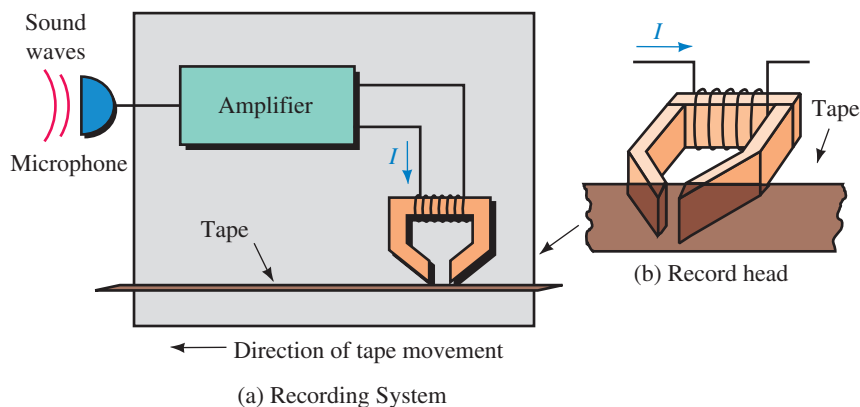 Sound
waves
Microphone
Amplifier
I
Tape
Direction of tape movement
(a) Recording System
I
Tape
(b) Record head